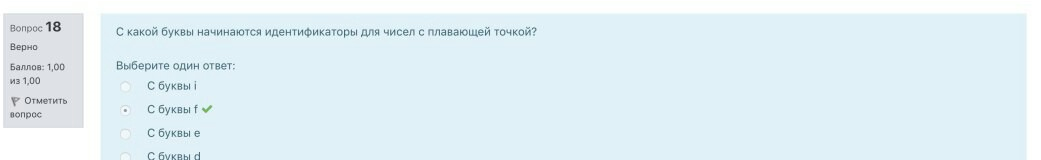 Вопрос 18
Верно
Баллов: 1,00
из 1,00
Отметить
вопрос
С какой буквы начинаются идентификаторы для чисел с плавающей точкой?
Выберите один ответ:
С буквы i
С буквы f
С буквы e
С буквы d